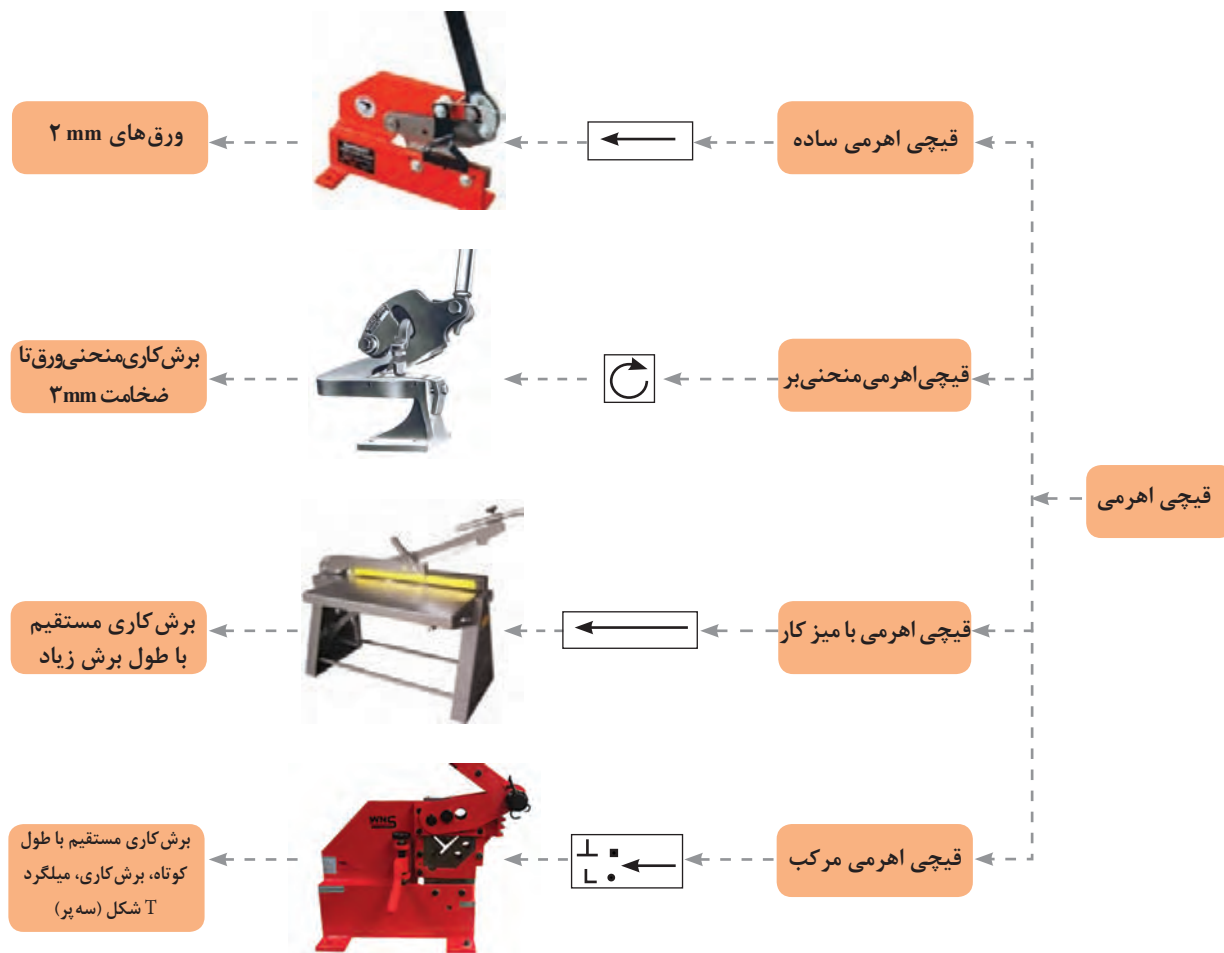 قیچی اهرمی
قیچی اهرمی ساده
ورق‌های ۲ mm
قیچی اهرمی منحنی بر
برش‌کاری منحنی ورق تا
ضخامت ۳mm
قیچی اهرمی با میز کار
برش‌کاری مستقیم
با طول برش زیاد
قیچی اهرمی مرکب
WNS
برش‌کاری مستقیم با طول
کوتاه، برش‌کاری، میلگرد
T شکل (سه‌پر)